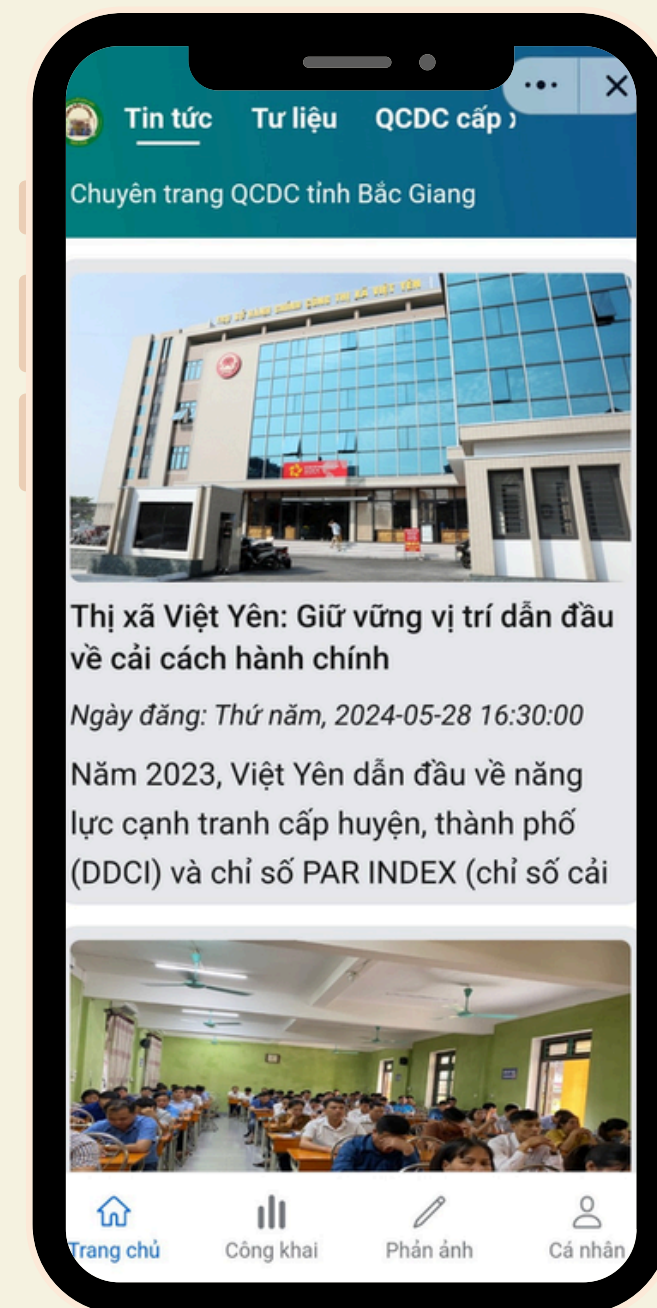 Tin tức Tư liệu QCDC cấp
Chuyên trang QCDC tỉnh Bắc Giang
Thị xã Việt Yên: Giữ vững vị trí dẫn đầu
về cải cách hành chính
Ngày đăng: Thứ năm, 2024-05-28 16:30:00
Năm 2023, Việt Yên dẫn đầu về năng
lực cạnh tranh cấp huyện, thành phố
(DDCI) và chỉ số PAR INDEX (chỉ số cải
Trang chủ Công khai Phản ánh Cá nhân